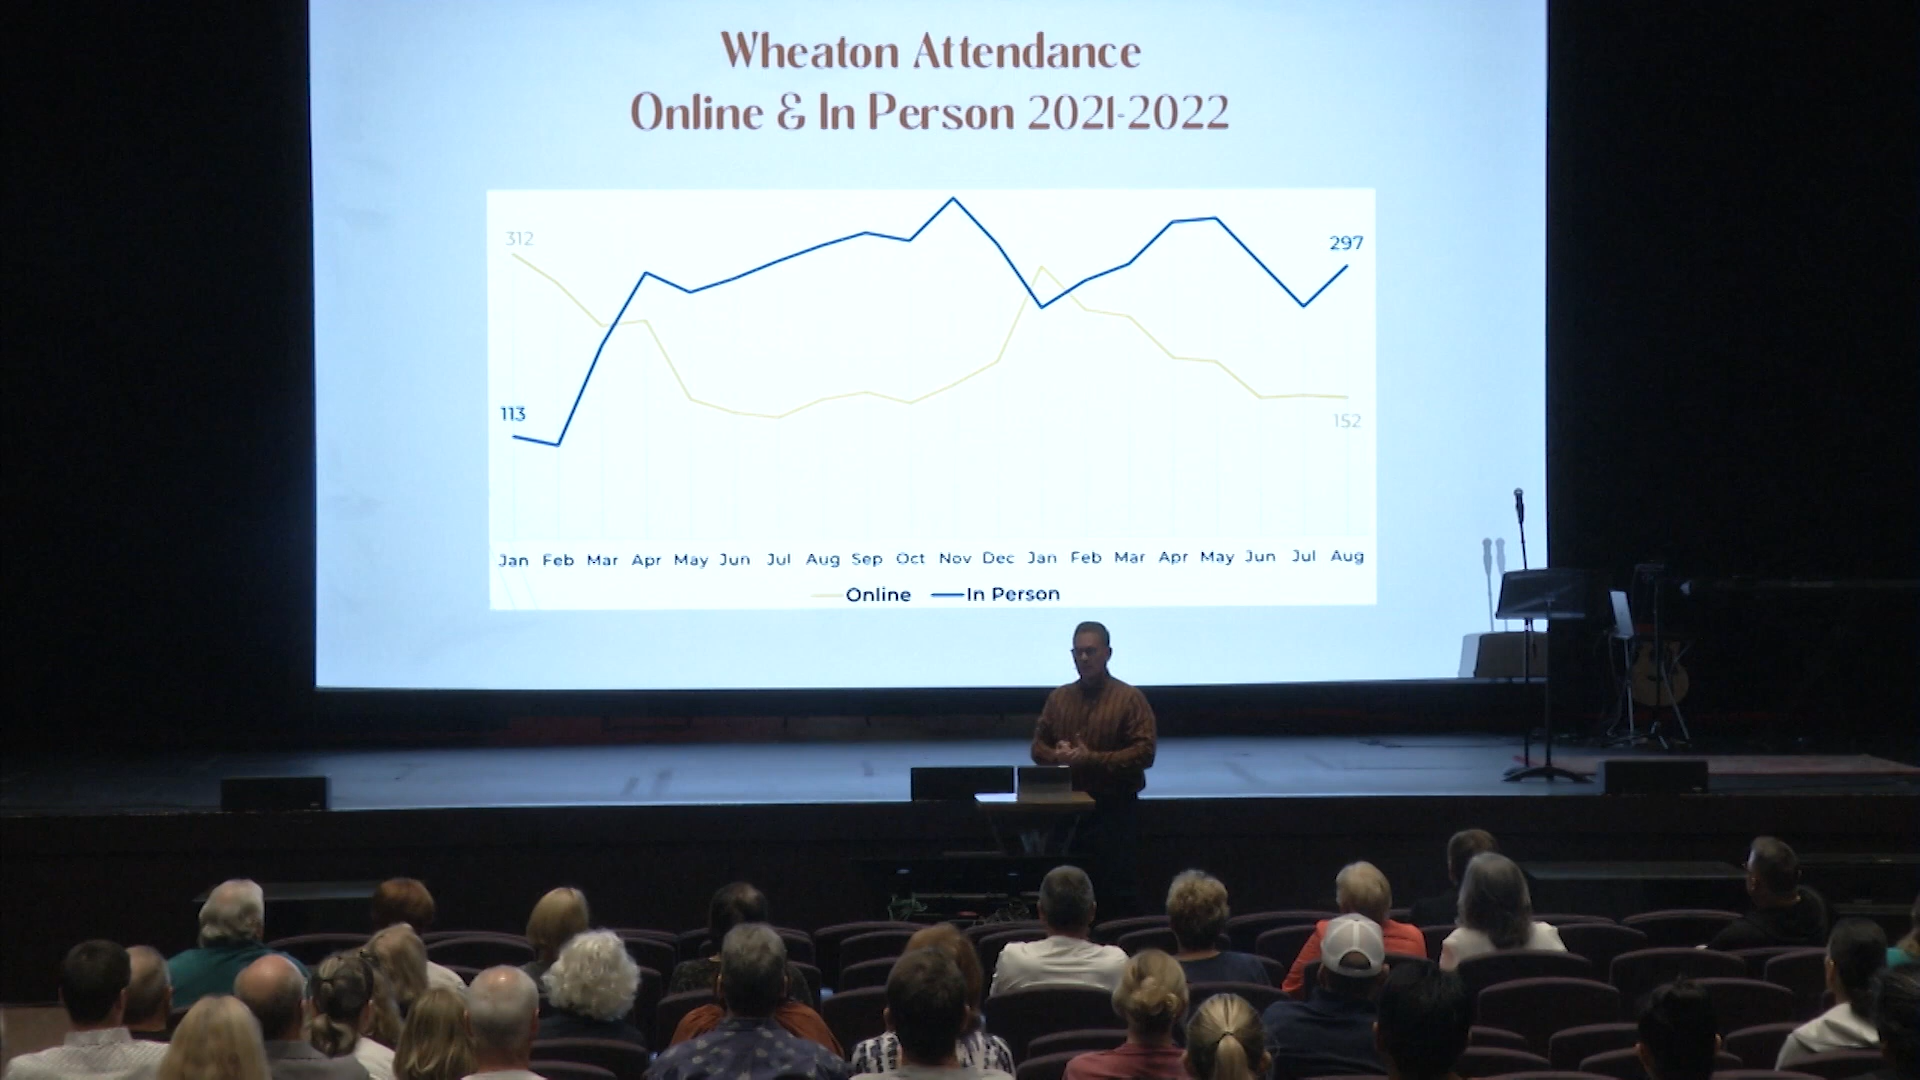 Wheaton Attendance
Online & In Person 2021-2022
312
297
113
152
Jan Feb Mar Apr May Jun Jul Aug Sep Oct Nov Dec Jan Feb Mar Apr May Jun Jul Aug
Online In Person